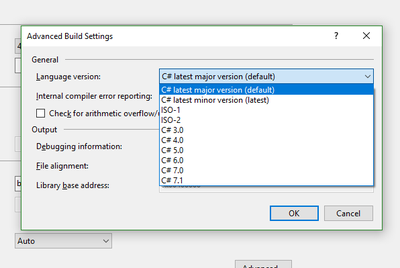 Advanced Build Settings
? ×
General
Language version:
C# latest major version (default)
C# latest major version (default)
C# latest minor version (latest)
ISO-1
ISO-2
C# 3.0
C# 4.0
C# 5.0
C# 6.0
C# 7.0
C# 7.1
Internal compiler error reporting:
Check for arithmetic overflow/
Output
Debugging information:
File alignment:
Library base address:
OK
Cancel
Auto
Advanced